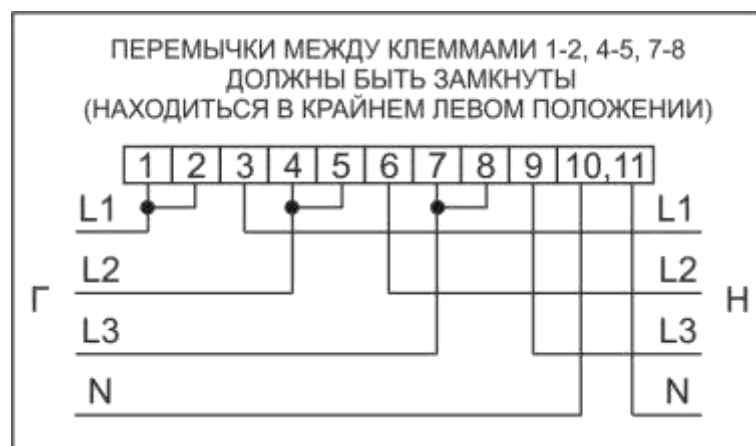 ПЕРЕМЫЧКИ МЕЖДУ КЛЕММАМИ 1-2, 4-5, 7-8
ДОЛЖНЫ БЫТЬ ЗАМКНУТЫ
(НАХОДИТЬСЯ В КРАЙНЕМ ЛЕВОМ ПОЛОЖЕНИИ)
1 2 3 4 5 6 7 8 9 10,11
L1 L1
L2 L2
Г Н
L3 L3
N N